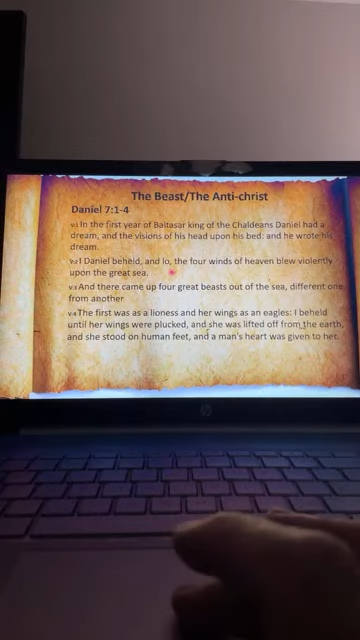 The Beast/The Anti-christ
Daniel 7:1-4
v.1 In the first year of Baltasar king of the Chaldeans Daniel had a
dream, and the visions of his head upon his bed: and he wrote his
dream.
v.2 I Daniel beheld, and lo, the four winds of heaven blew violently
upon the great sea.
v.3 And there came up four great beasts out of the sea, different one
from another
v.4 The first was as a lioness and her wings as an eagles: I beheld
until her wings were plucked, and she was lifted off from the earth,
and she stood on human feet, and a man's heart was given to her.
hp